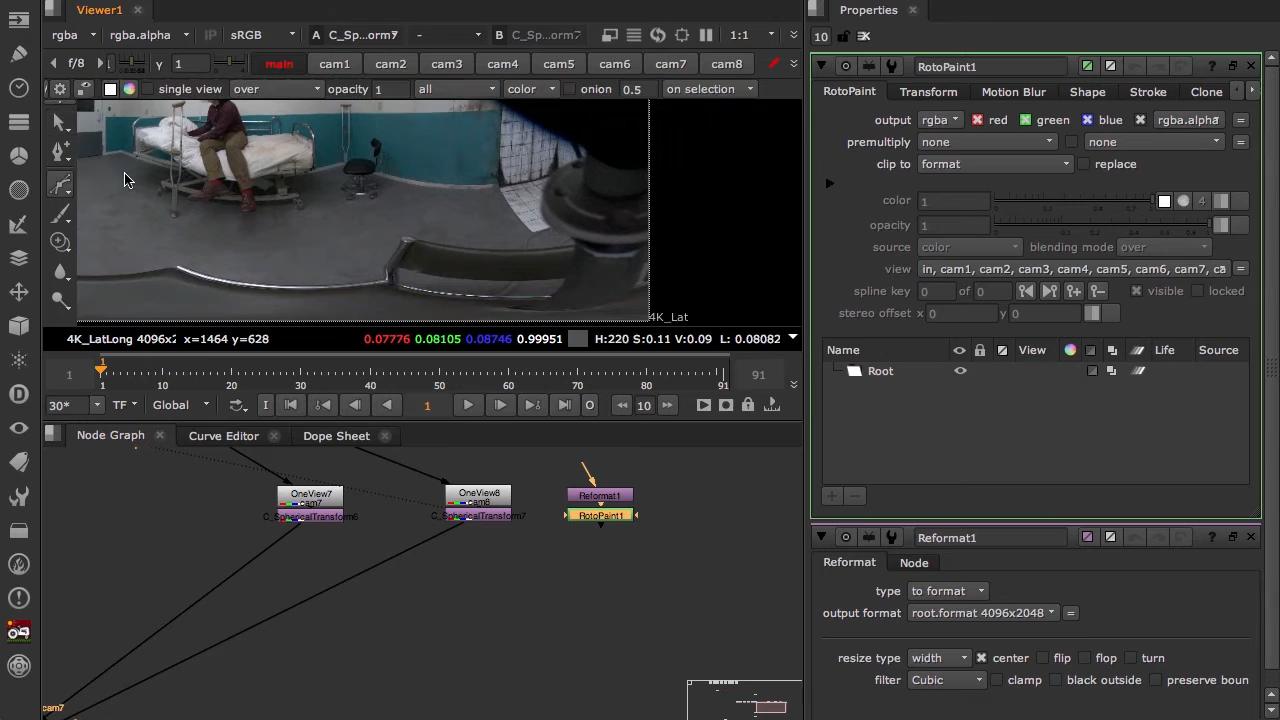 Viewer1
Properties
rgba rgba.alpha IP sRGB A C_Sp...orm7 - B C_Sp...orm7 1:1
10
f/8 Y 1 main cam1 cam2 cam3 cam4 cam5 cam6 cam7 cam8
RotoPaint1
single view over opacity 1 all color onion 0.5 on selection
RotoPaint Transform Motion Blur Shape Stroke Clone
output rgba red green blue rgba.alpha =
premultiply none none =
clip to format replace
color 1 4
opacity 1
source color blending mode over
view in, cam1, cam2, cam3, cam4, cam5, cam6, cam7, ca =
spline key 0 of 0 visible locked
stereo offset x 0 y 0
4K_Lat
4K_LatLong 4096x2 x=1464 y=628 0.07776 0.08105 0.08746 0.99951 H:220 S:0.11 V:0.09 L: 0.08082
Name View Life Source
Root
1 1 91
1 10 20 30 40 50 60 70 80 91
30* TF Global I 1 O 10
Node Graph Curve Editor Dope Sheet
OneView7
cam7
C_SphericalTransform6
OneView8
cam8
C_SphericalTransform7
Reformat1
RotoPaint1
cam7
Reformat1
Reformat Node
type to format
output format root.format 4096x2048 =
resize type width center flip flop turn
filter Cubic clamp black outside preserve boun